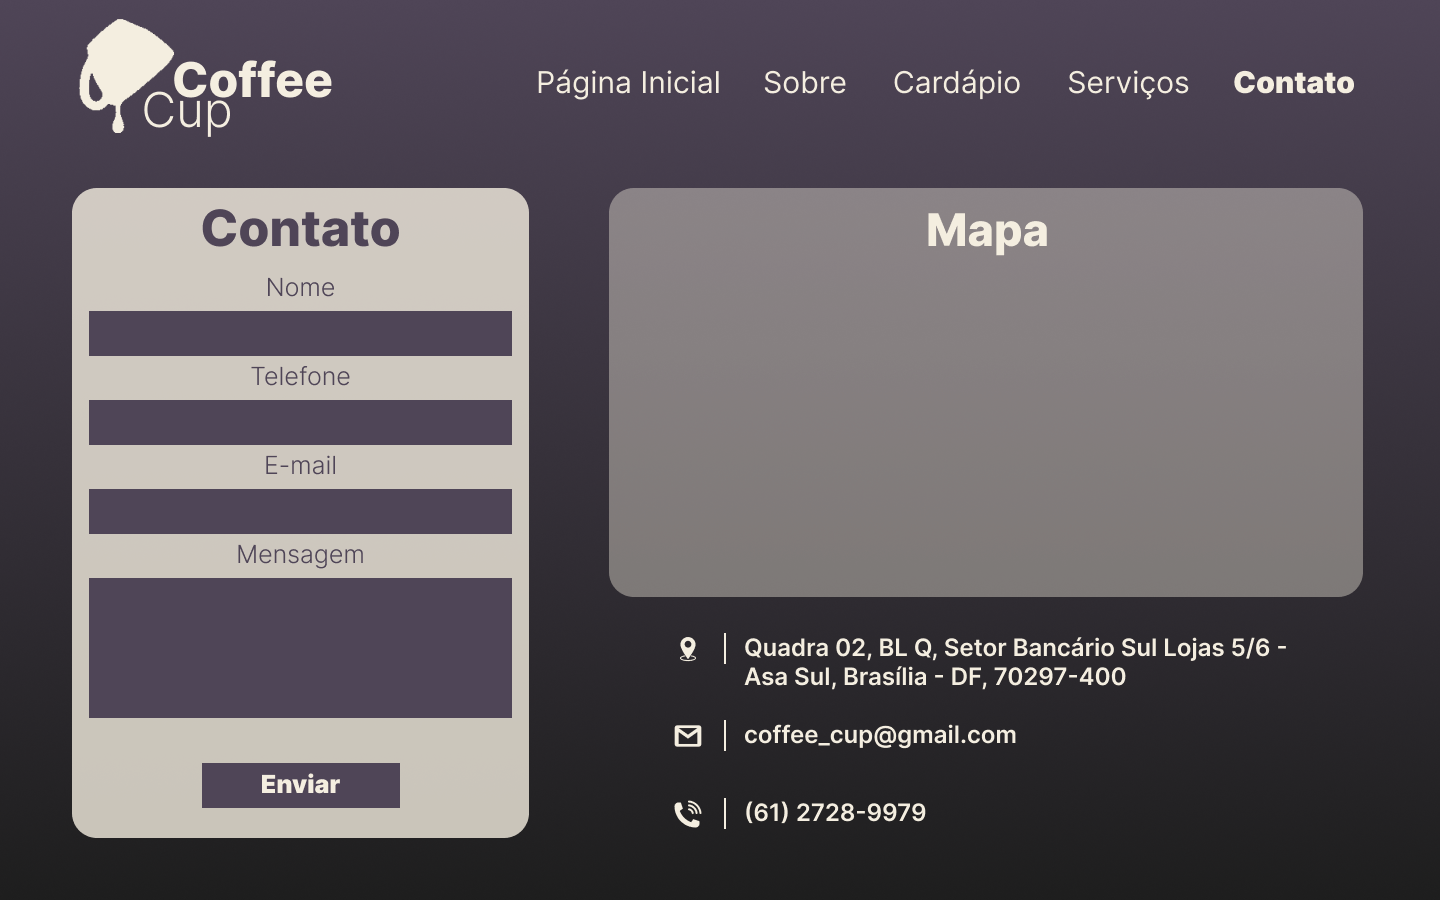 Coffee
Cup
Página Inicial Sobre Cardápio Serviços Contato
Contato
Nome
Telefone
E-mail
Mensagem
Enviar
Mapa
Quadra 02, BL Q, Setor Bancário Sul Lojas 5/6 -
Asa Sul, Brasília - DF, 70297-400
coffee_cup@gmail.com
(61) 2728-9979